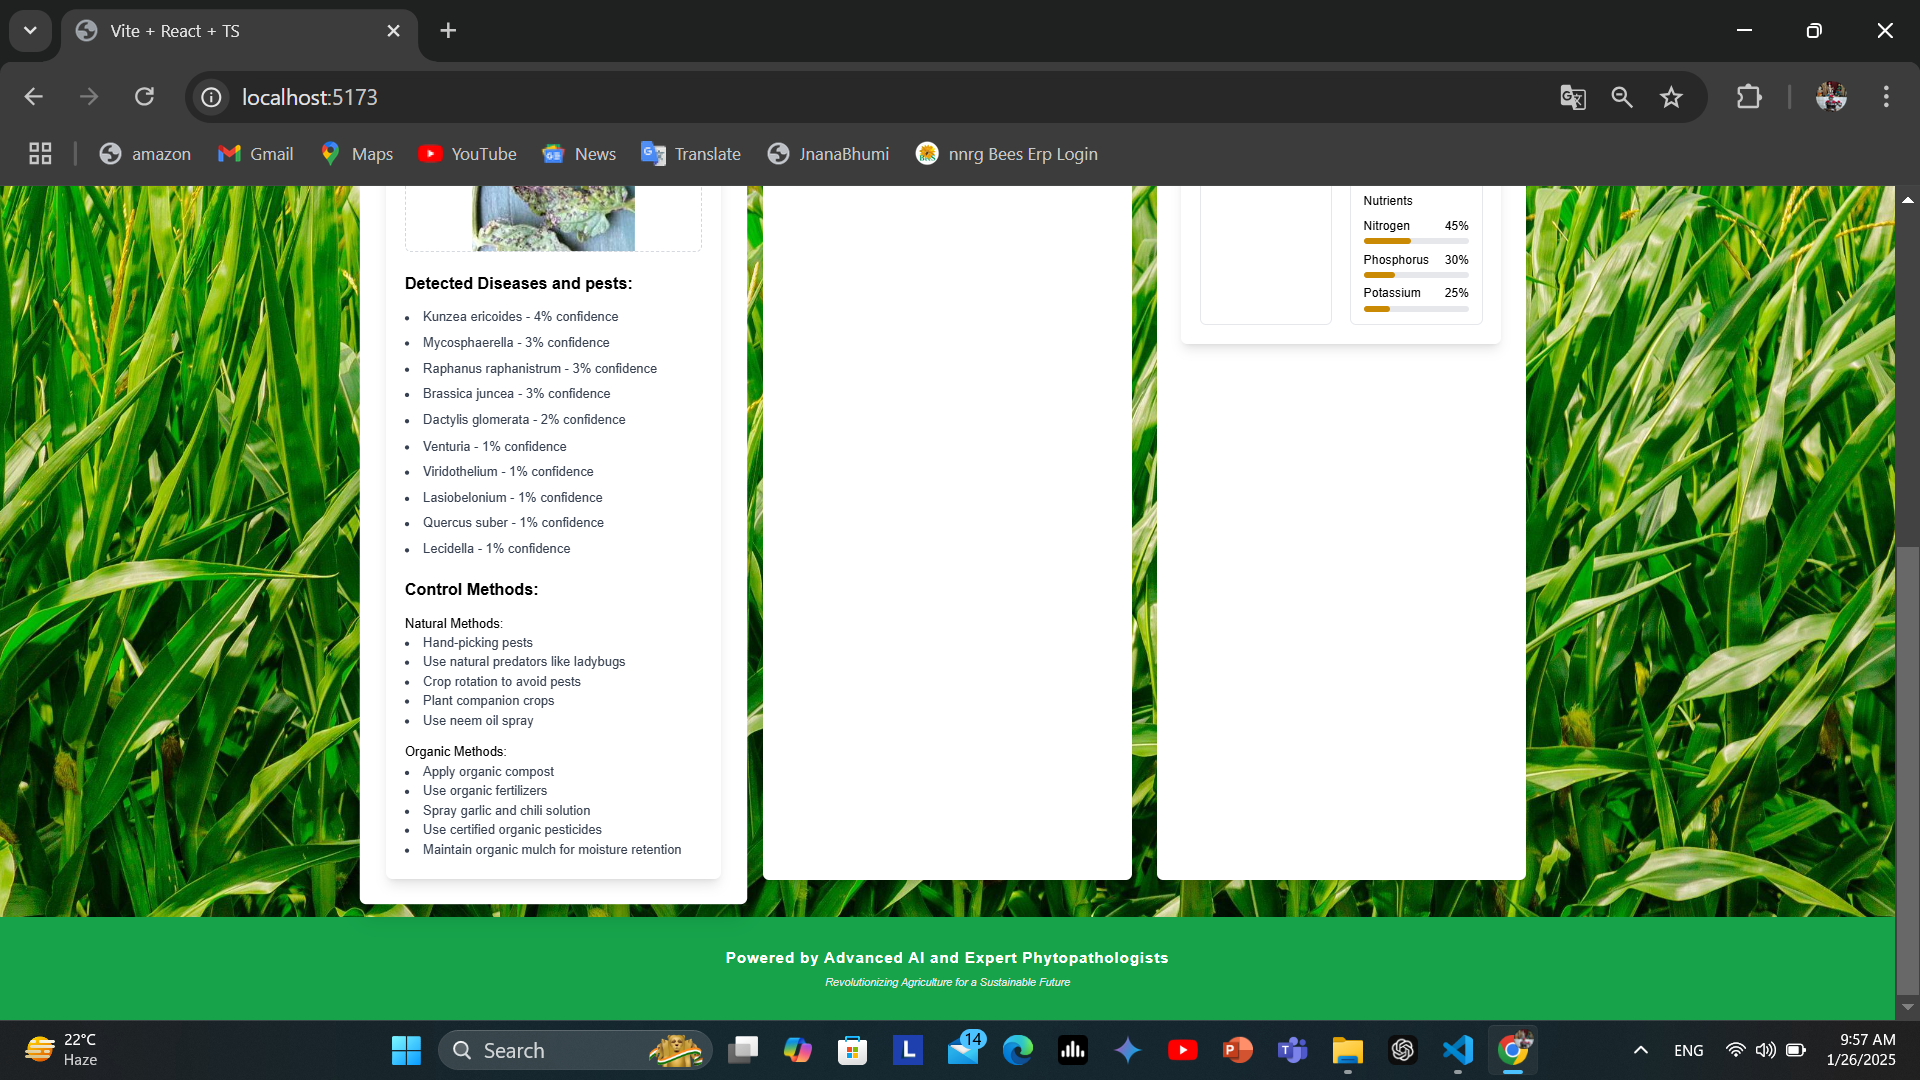 Vite + React + TS
localhost:5173
amazon
Gmail
Maps
YouTube
News
Translate
JnanaBhumi
nnrg Bees Erp Login
Detected Diseases and pests:
Kunzea ericoides - 4% confidence
Mycosphaerella - 3% confidence
Raphanus raphanistrum - 3% confidence
Brassica juncea - 3% confidence
Dactylis glomerata - 2% confidence
Venturia - 1% confidence
Viridothelium - 1% confidence
Lasiobelonium - 1% confidence
Quercus suber - 1% confidence
Lecidella - 1% confidence
Control Methods:
Natural Methods:
Hand-picking pests
Use natural predators like ladybugs
Crop rotation to avoid pests
Plant companion crops
Use neem oil spray
Organic Methods:
Apply organic compost
Use organic fertilizers
Spray garlic and chili solution
Use certified organic pesticides
Maintain organic mulch for moisture retention
Nutrients
Nitrogen 45%
Phosphorus 30%
Potassium 25%
Powered by Advanced AI and Expert Phytopathologists
Revolutionizing Agriculture for a Sustainable Future
22°C
Haze
Search
L
14
ENG
9:57 AM
1/26/2025